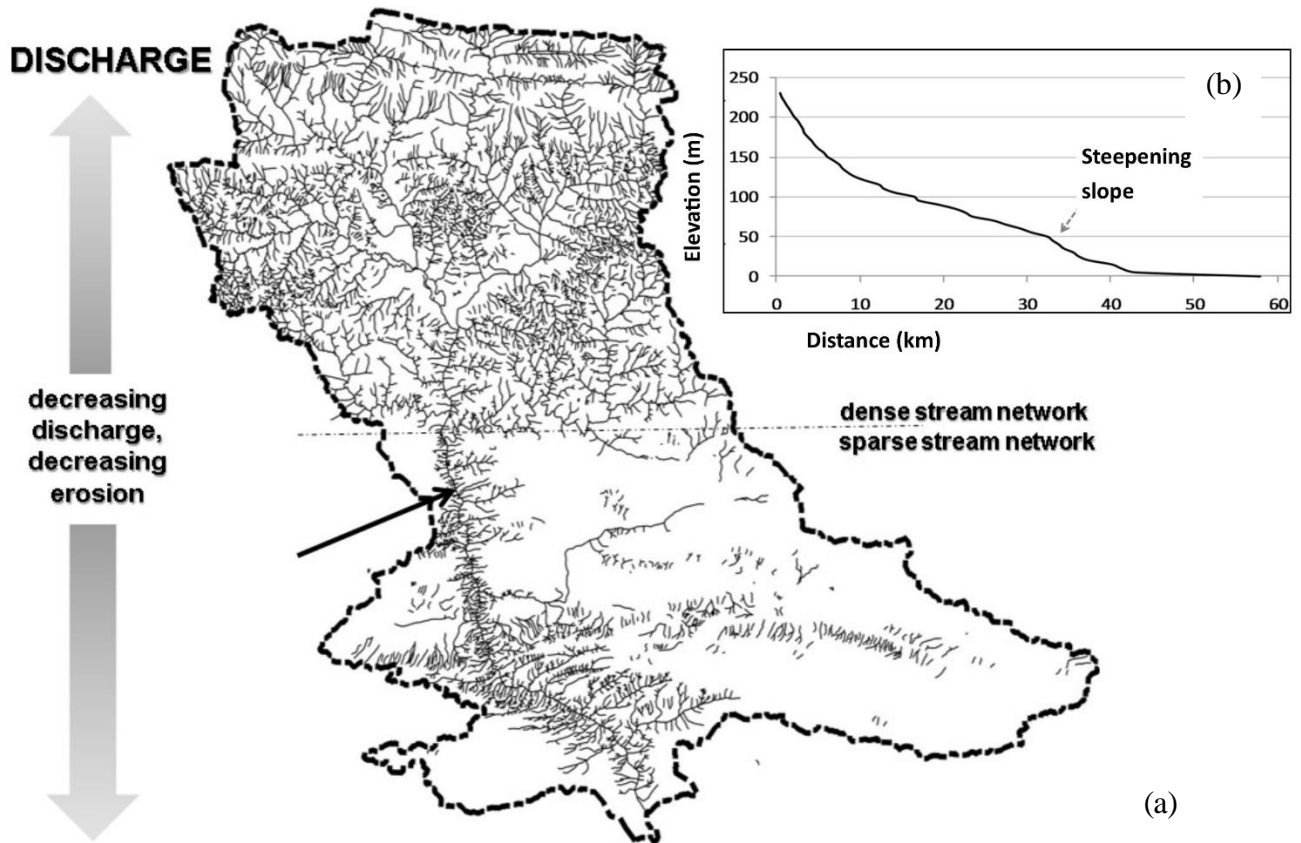 DISCHARGE
decreasing
discharge,
decreasing
erosion
dense stream network
sparse stream network
(a)
(b)
Elevation (m)
250
200
150
100
50
0
Steepening
slope
0 10 20 30 40 50 60
Distance (km)